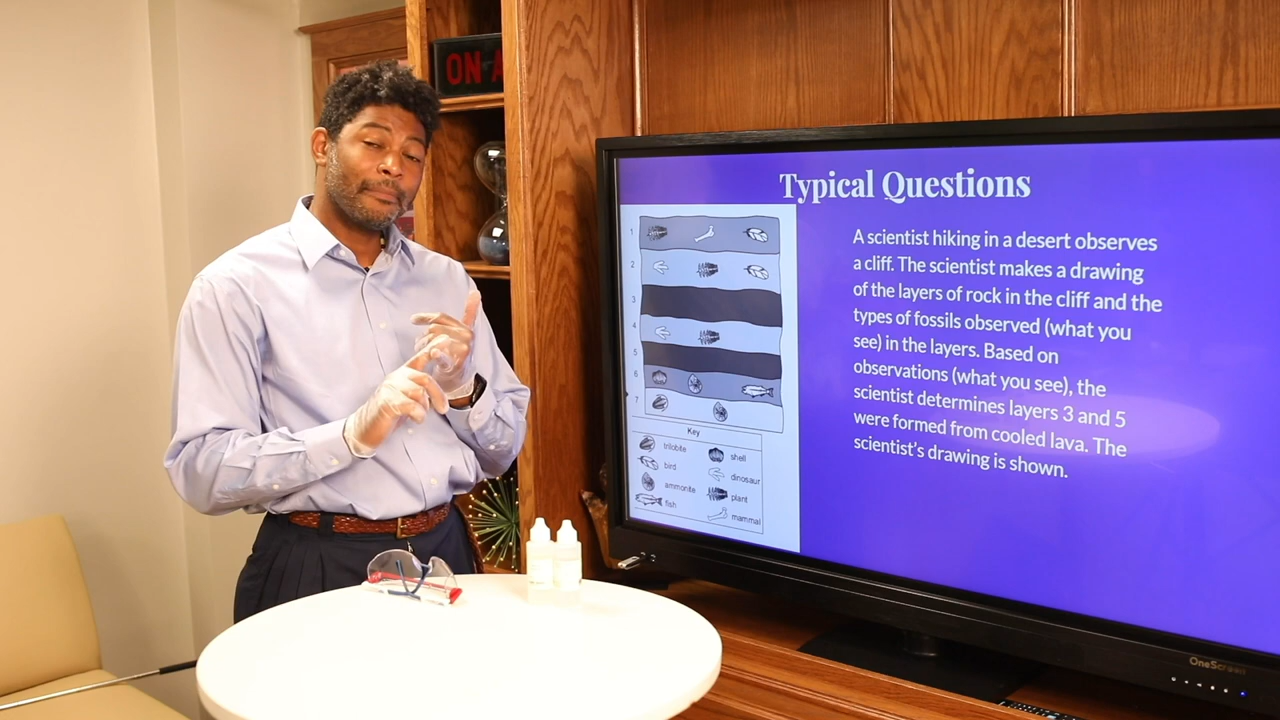 ON A
Typical Questions
A scientist hiking in a desert observes
a cliff. The scientist makes a drawing
of the layers of rock in the cliff and the
types of fossils observed (what you
see) in the layers. Based on
observations (what you see), the
scientist determines layers 3 and 5
were formed from cooled lava. The
scientist's drawing is shown.
1
2
3
4
5
6
7
Key
trilobite
bird
ammonite
fish
shell
dinosaur
plant
mammal
OneScreen